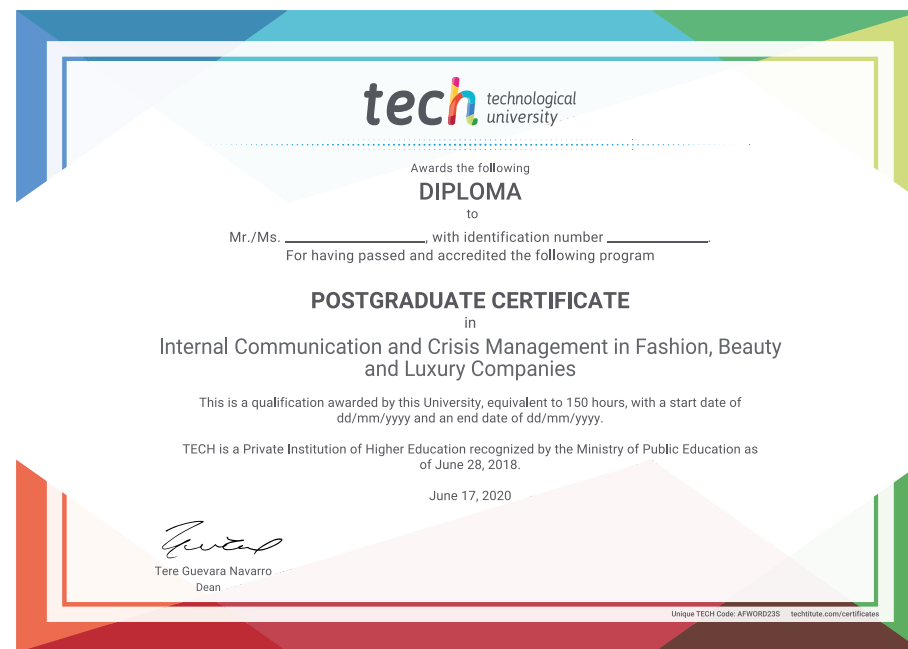 tech technological
university
Awards the following
DIPLOMA
to
Mr./Ms. ____________________, with identification number ______________.
For having passed and accredited the following program
POSTGRADUATE CERTIFICATE
in
Internal Communication and Crisis Management in Fashion, Beauty
and Luxury Companies
This is a qualification awarded by this University, equivalent to 150 hours, with a start date of
dd/mm/yyyy and an end date of dd/mm/yyyy.
TECH is a Private Institution of Higher Education recognized by the Ministry of Public Education as
of June 28, 2018.
June 17, 2020
Tere Guevara Navarro
Dean
Unique TECH Code: AFWORD23S techtitute.com/certificates